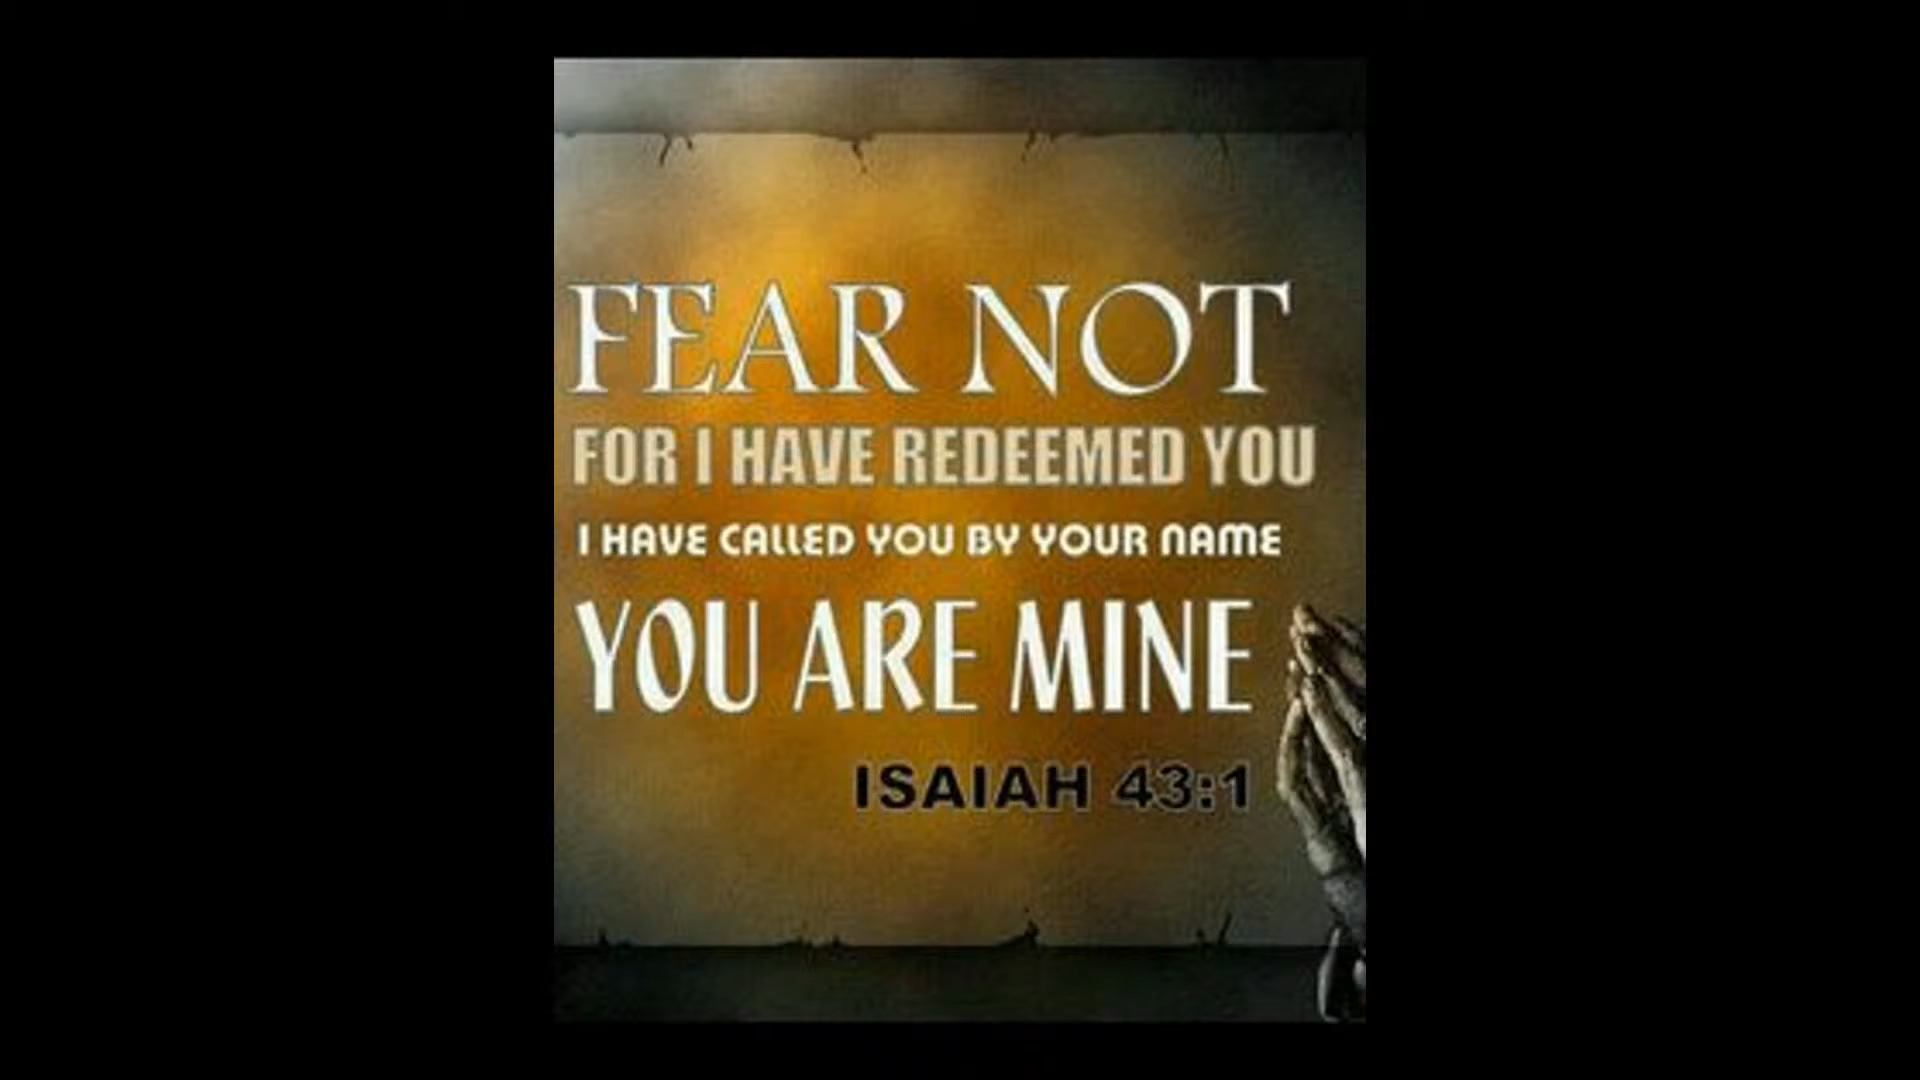 FEAR NOT
FOR I HAVE REDEEMED YOU
I HAVE CALLED YOU BY YOUR NAME
YOU ARE MINE
ISAIAH 43:1